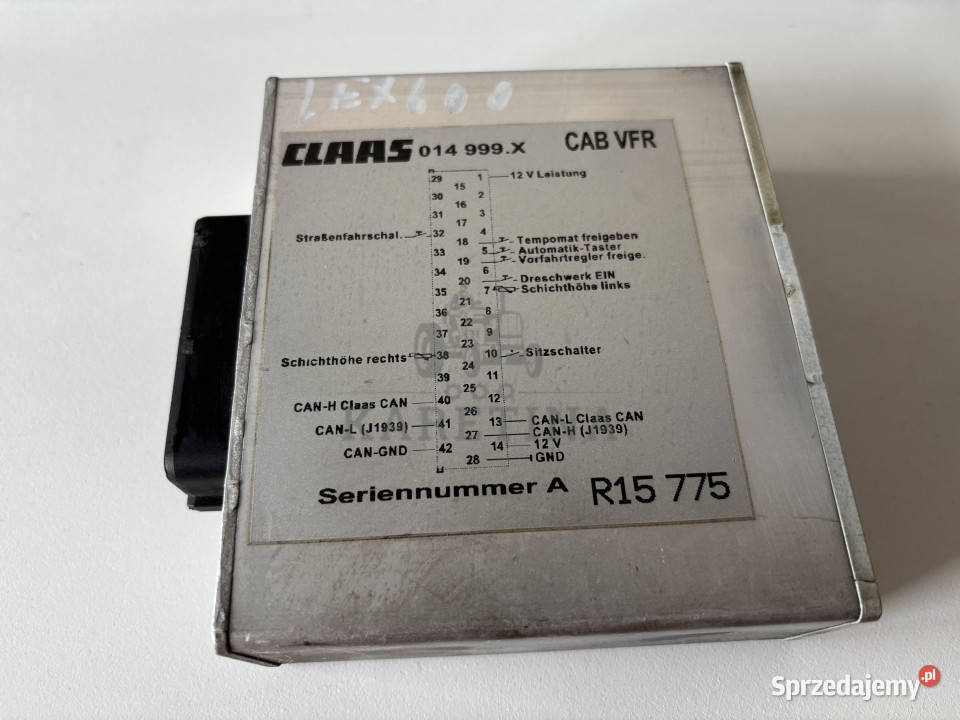 LEX600
CLAAS 014 999.X CAB VFR
29 1 12 V Leistung
15
30 2
16
31 3
17
Straßenfahrschal. 32 4
18 Tempomat freigeben
33 5 Automatik-Taster
19 Vorfahrtregler freige.
34 6
20 Dreschwerk EIN
35 7 Schichthöhe links
21
36 8
22
37 9
23
Schichthöhe rechts 38 10 Sitzschalter
24
39 11
25
CAN-H Claas CAN 40 12
26
CAN-L (J1939) 41 13 CAN-L Claas CAN
27 CAN-H (J1939)
CAN-GND 42 14 12 V
28 GND
Seriennummer A R15 775
Sprzedajemy.pl